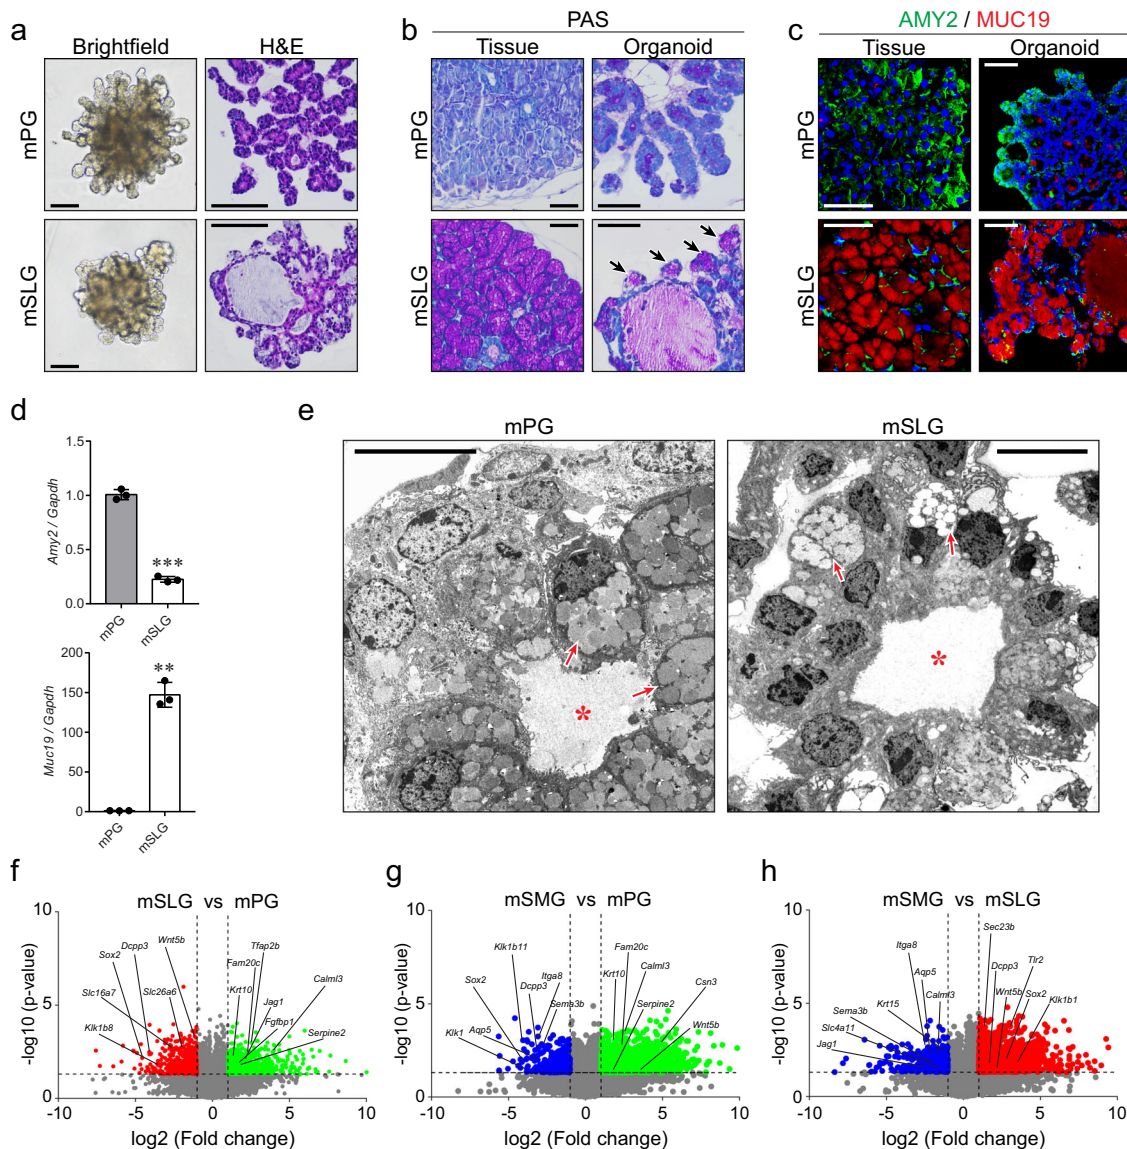 a
Brightfield
H&E
mPG
mSLG
b
PAS
Tissue
Organoid
mPG
mSLG
c
AMY2 / MUC19
Tissue
Organoid
mPG
mSLG
d
1.5
1.0
0.5
0.0
Amy2 / Gapdh
***
mPG
mSLG
200
150
100
50
0
Muc19 / Gapdh
**
mPG
mSLG
e
mPG
mSLG
*
*
f
mSLG vs mPG
10
5
0
-log10 (p-value)
Wnt5b
Dcpp3
Sox2
Slc16a7
Slc26a6
Klk1b8
Tfap2b
Fam20c
Calml3
Krt10
Jag1
Fgfbp1
Serpine2
-10
-5
0
5
10
log2 (Fold change)
g
mSMG vs mPG
10
5
0
-log10 (p-value)
Klk1b11
Sox2
Itga8
Dcpp3
Sema3b
Aqp5
Klk1
Fam20c
Krt10
Calml3
Csn3
Serpine2
Wnt5b
-10
-5
0
5
10
log2 (Fold change)
h
mSMG vs mSLG
10
5
0
-log10 (p-value)
Itga8
Aqp5
Krt15
Calml3
Sema3b
Slc4a11
Jag1
Sec23b
Tlr2
Dcpp3
Wnt5b
Sox2
Klk1b1
-10
-5
0
5
10
log2 (Fold change)